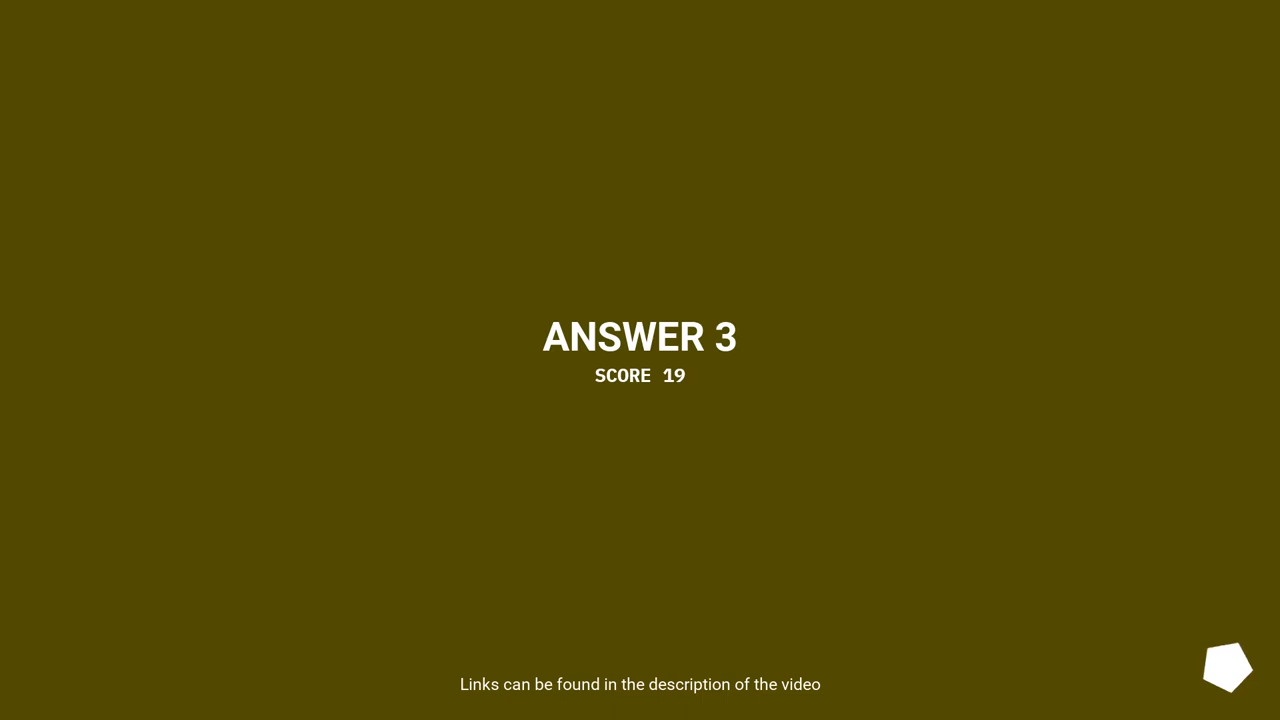 ANSWER 3
SCORE 19
Links can be found in the description of the video